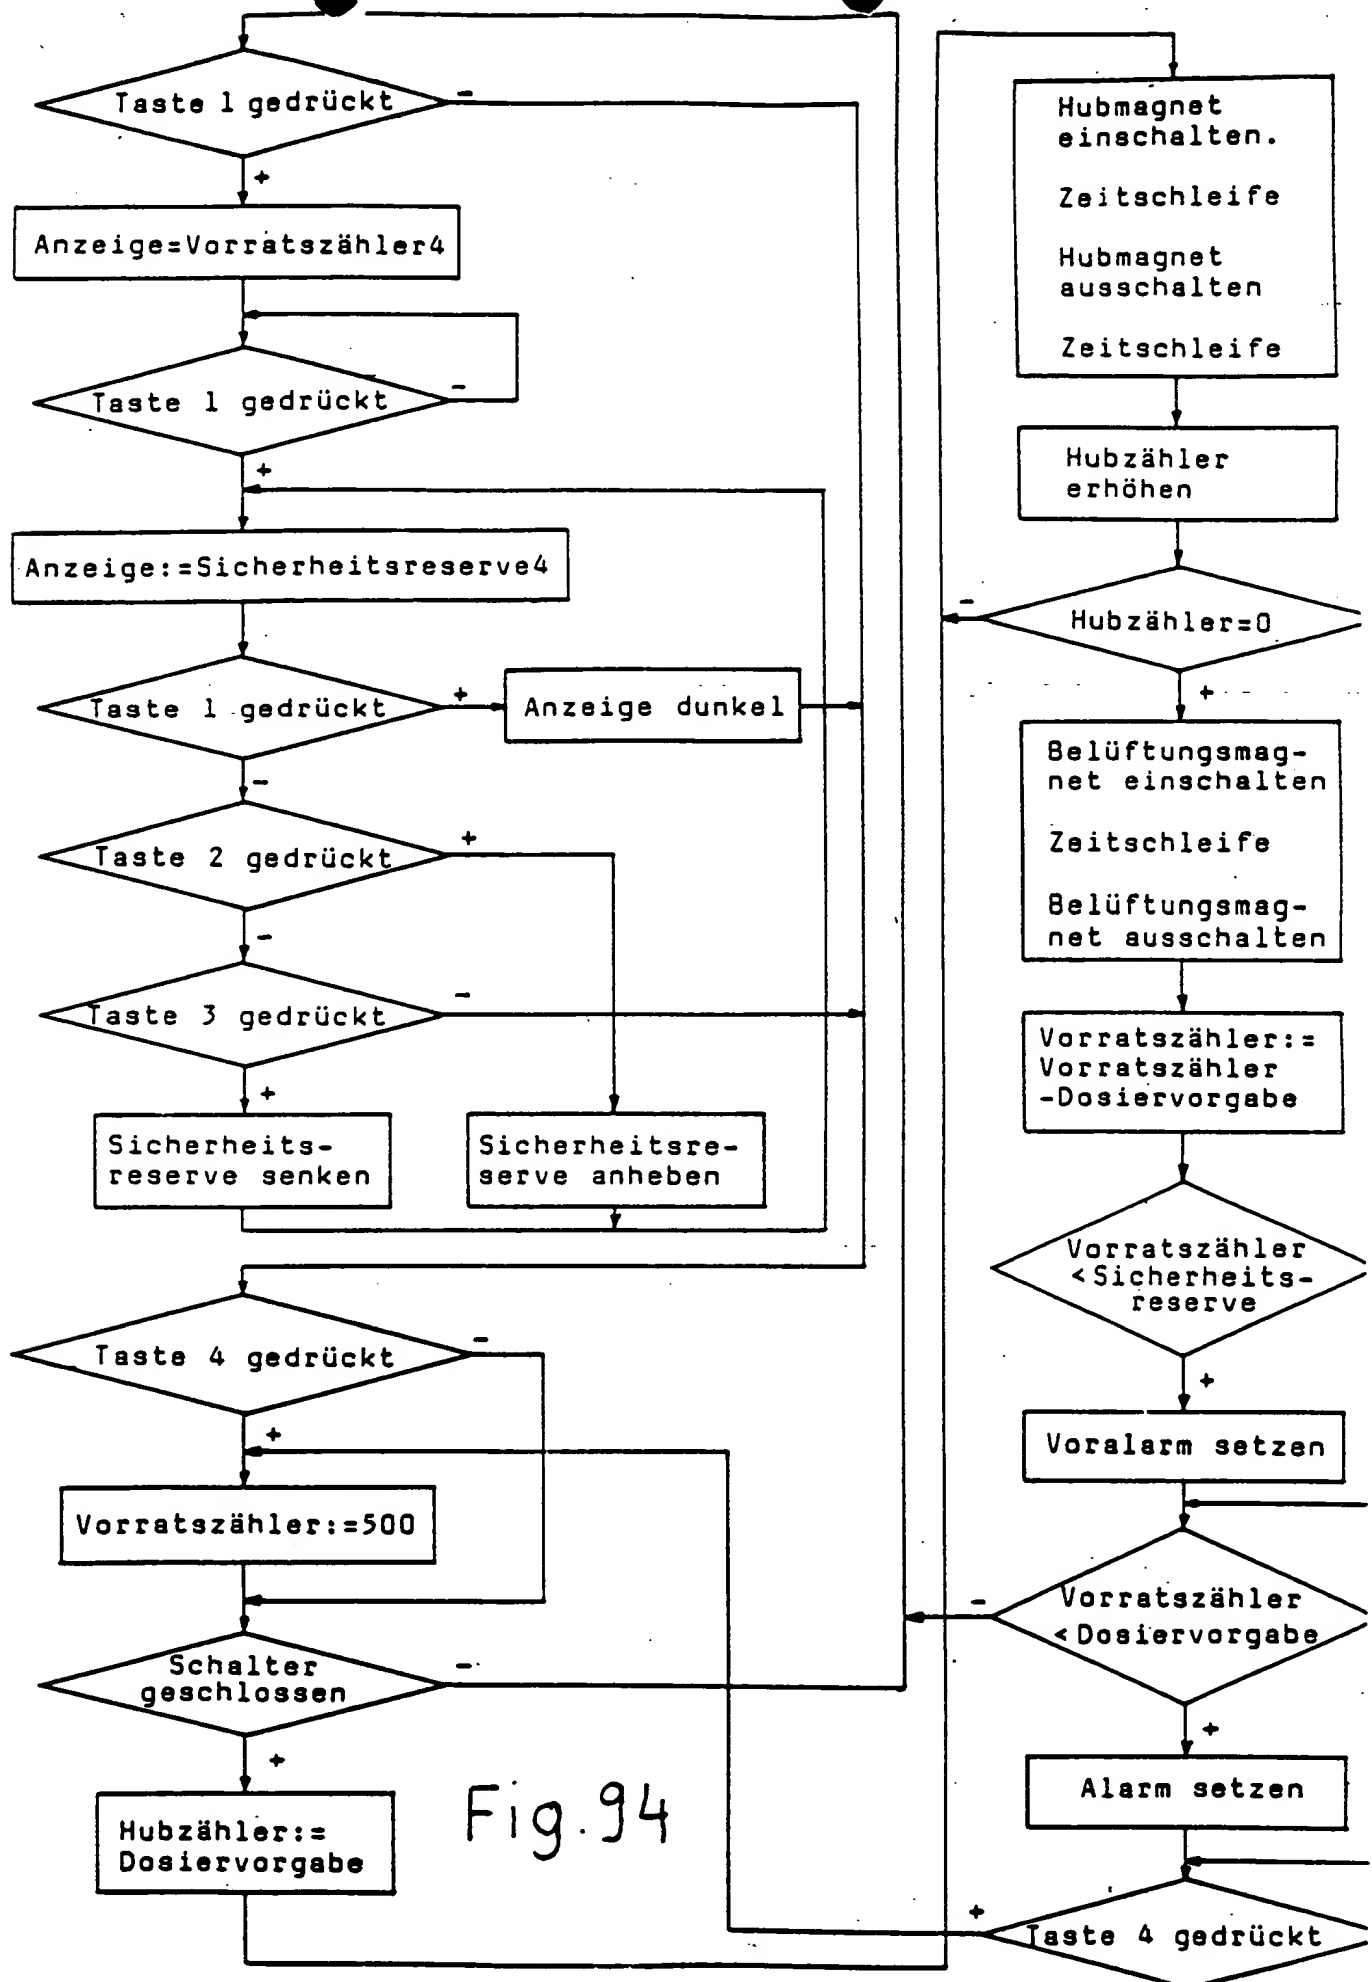 Taste 1 gedrückt
-
+
Anzeige=Vorratszähler4
Taste 1 gedrückt
-
+
Anzeige:=Sicherheitsreserve4
Taste 1 gedrückt
+
Anzeige dunkel
-
Taste 2 gedrückt
+
-
Taste 3 gedrückt
-
+
Sicherheits-
reserve senken
Sicherheitsre-
serve anheben
Taste 4 gedrückt
-
+
Vorratszähler:=500
Schalter
geschlossen
-
+
Hubzähler:=
Dosiervorgabe
Fig.94
Hubmagnet
einschalten.
Zeitschleife
Hubmagnet
ausschalten
Zeitschleife
Hubzähler
erhöhen
-
Hubzähler=0
+
Belüftungsmag-
net einschalten
Zeitschleife
Belüftungsmag-
net ausschalten
Vorratszähler:=
Vorratszähler
-Dosiervorgabe
Vorratszähler
<Sicherheits-
reserve
+
Voralarm setzen
-
Vorratszähler
<Dosiervorgabe
+
Alarm setzen
+
Taste 4 gedrückt